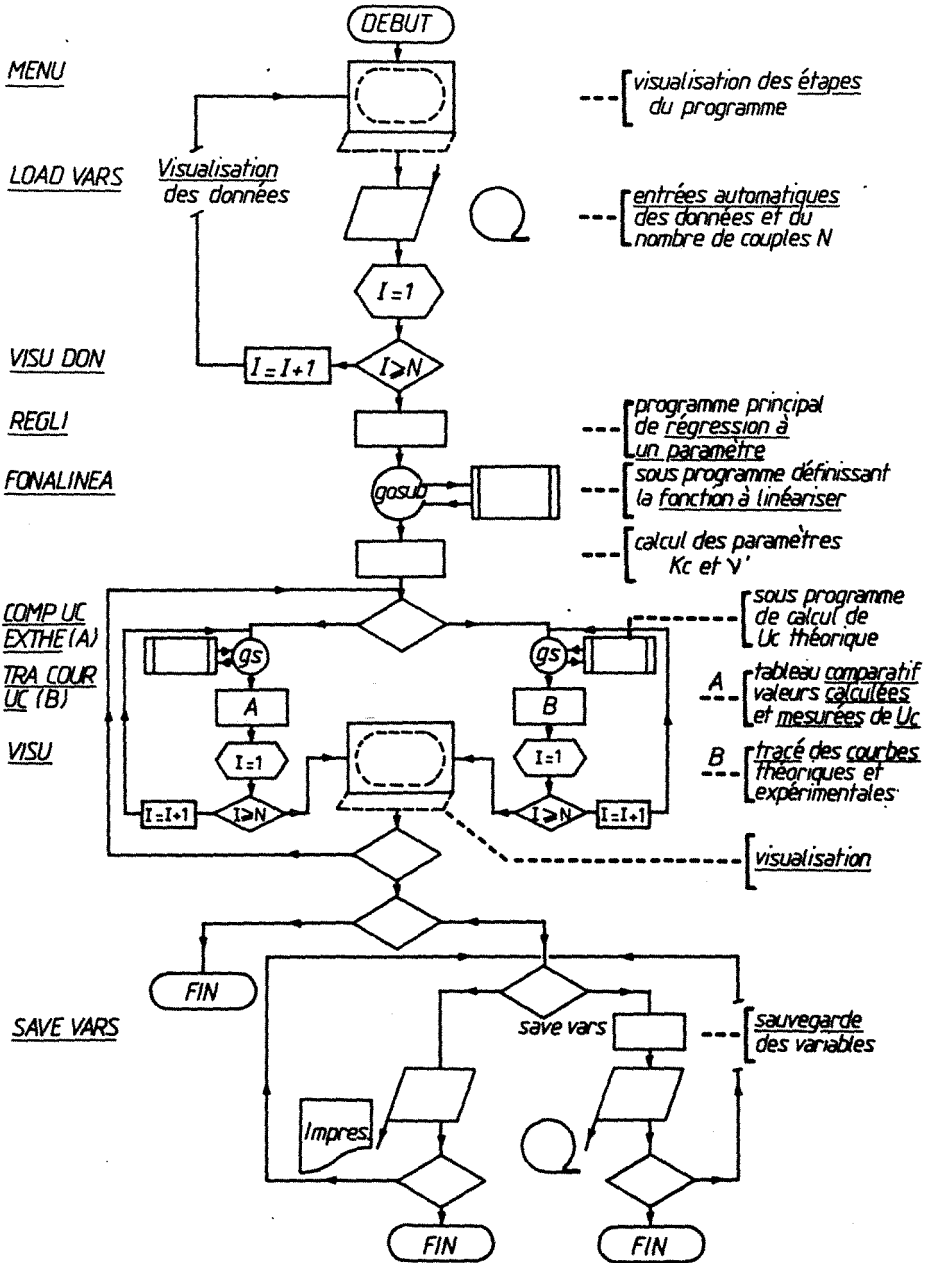 DEBUT
MENU
visualisation des étapes
du programme
LOAD VARS
Visualisation
des données
entrées automatiques
des données et du
nombre de couples N
I=1
VISU DON
I=I+1
I⩾N
REGLI
programme principal
de régression à
un paramètre
FONALINEA
gosub
sous programme définissant
la fonction à linéariser
calcul des paramètres
Kc et ν'
COMP UC
EXTHE (A)
TRA COUR
UC (B)
VISU
gs
gs
sous programme
de calcul de
Uc théorique
A
B
A
tableau comparatif
valeurs calculées
et mesurées de Uc
I=1
I=1
B
tracé des courbes
théoriques et
expérimentales
I=I+1
I⩾N
I⩾N
I=I+1
visualisation
FIN
SAVE VARS
save vars
sauvegarde
des variables
Impres.
FIN
FIN